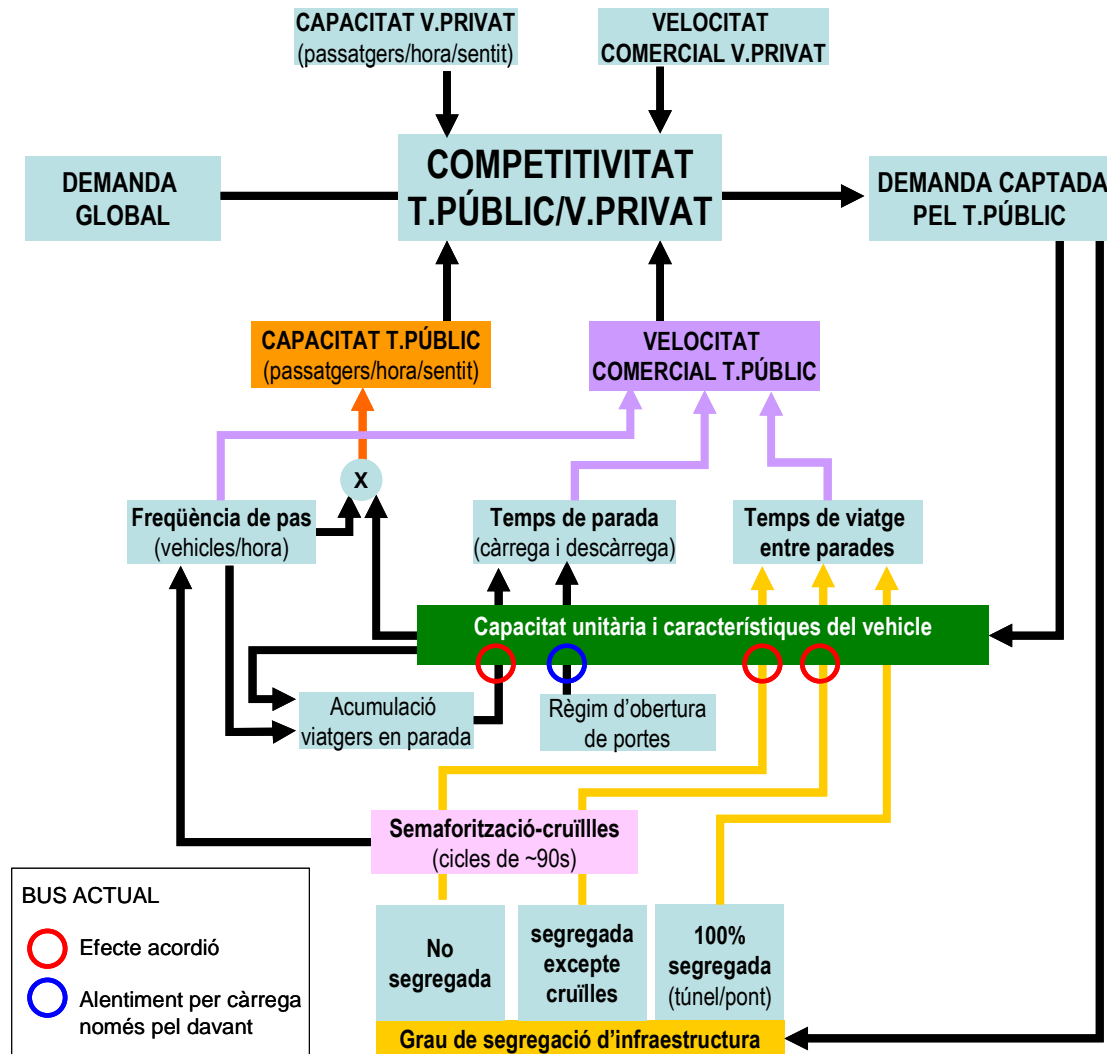 CAPACITAT V.PRIVAT
(passatgers/hora/sentit)
VELOCITAT
COMERCIAL V.PRIVAT
DEMANDA
GLOBAL
COMPETITIVITAT
T.PÚBLIC/V.PRIVAT
DEMANDA CAPTADA
PEL T.PÚBLIC
CAPACITAT T.PÚBLIC
(passatgers/hora/sentit)
VELOCITAT
COMERCIAL T.PÚBLIC
x
Freqüència de pas
(vehicles/hora)
Temps de parada
(càrrega i descàrrega)
Temps de viatge
entre parades
Capacitat unitària i característiques del vehicle
Acumulació
viatgers en parada
Règim d’obertura
de portes
Semaforització-cruïllles
(cicles de ~90s)
BUS ACTUAL
Efecte acordió
Alentiment per càrrega
només pel davant
No
segregada
segregada
excepte
cruïlles
100%
segregada
(túnel/pont)
Grau de segregació d’infraestructura